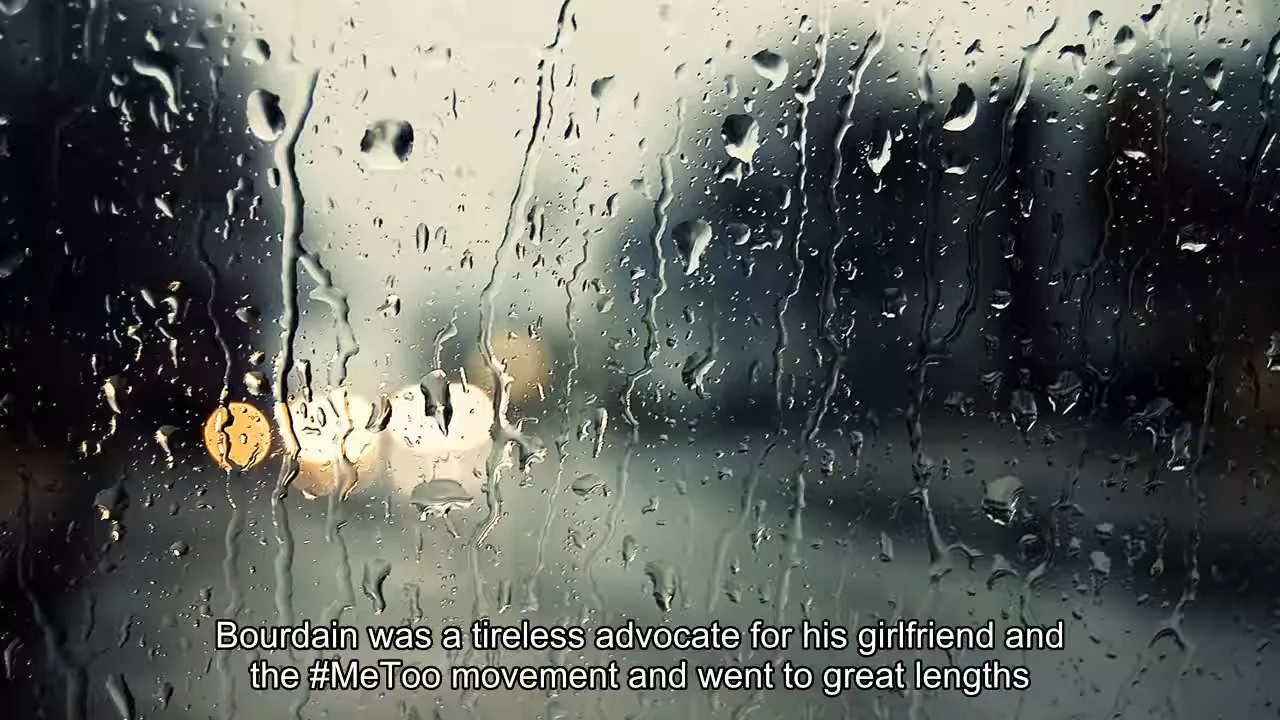 Bourdain was a tireless advocate for his girlfriend and
the #MeToo movement and went to great lengths